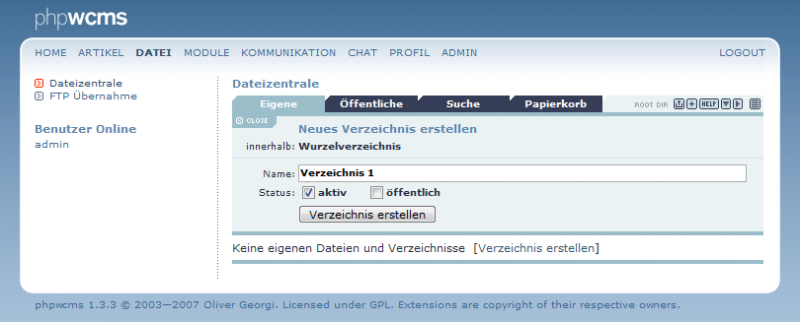 phpwcms
HOME ARTIKEL DATEI MODULE KOMMUNIKATION CHAT PROFIL ADMIN LOGOUT
Dateizentrale
FTP Übernahme
Benutzer Online
admin
Dateizentrale
Eigene Öffentliche Suche Papierkorb ROOT DIR HELP
CLOSE
Neues Verzeichnis erstellen
innerhalb: Wurzelverzeichnis
Name: Verzeichnis 1
Status: aktiv öffentlich
Verzeichnis erstellen
Keine eigenen Dateien und Verzeichnisse [Verzeichnis erstellen]
phpwcms 1.3.3 © 2003—2007 Oliver Georgi. Licensed under GPL. Extensions are copyright of their respective owners.